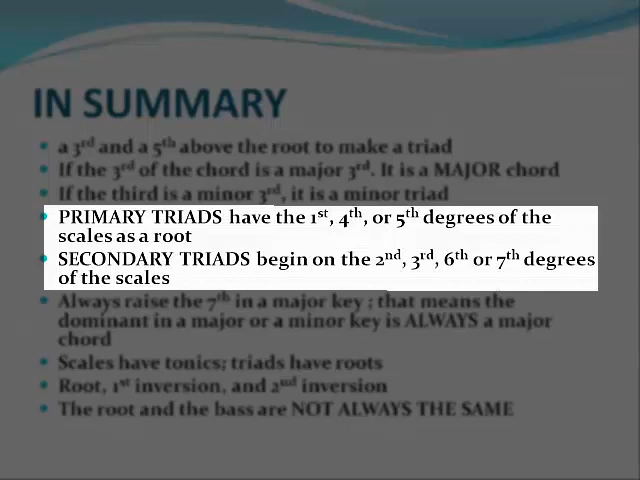 IN SUMMARY
a 3rd and a 5th above the root to make a triad
If the 3rd of the chord is a major 3rd. It is a MAJOR chord
If the third is a minor 3rd, it is a minor triad
PRIMARY TRIADS have the 1st, 4th, or 5th degrees of the
scales as a root
SECONDARY TRIADS begin on the 2nd, 3rd, 6th or 7th degrees
of the scales
Always raise the 7th in a major key ; that means the
dominant in a major or a minor key is ALWAYS a major
chord
Scales have tonics; triads have roots
Root, 1st inversion, and 2nd inversion
The root and the bass are NOT ALWAYS THE SAME